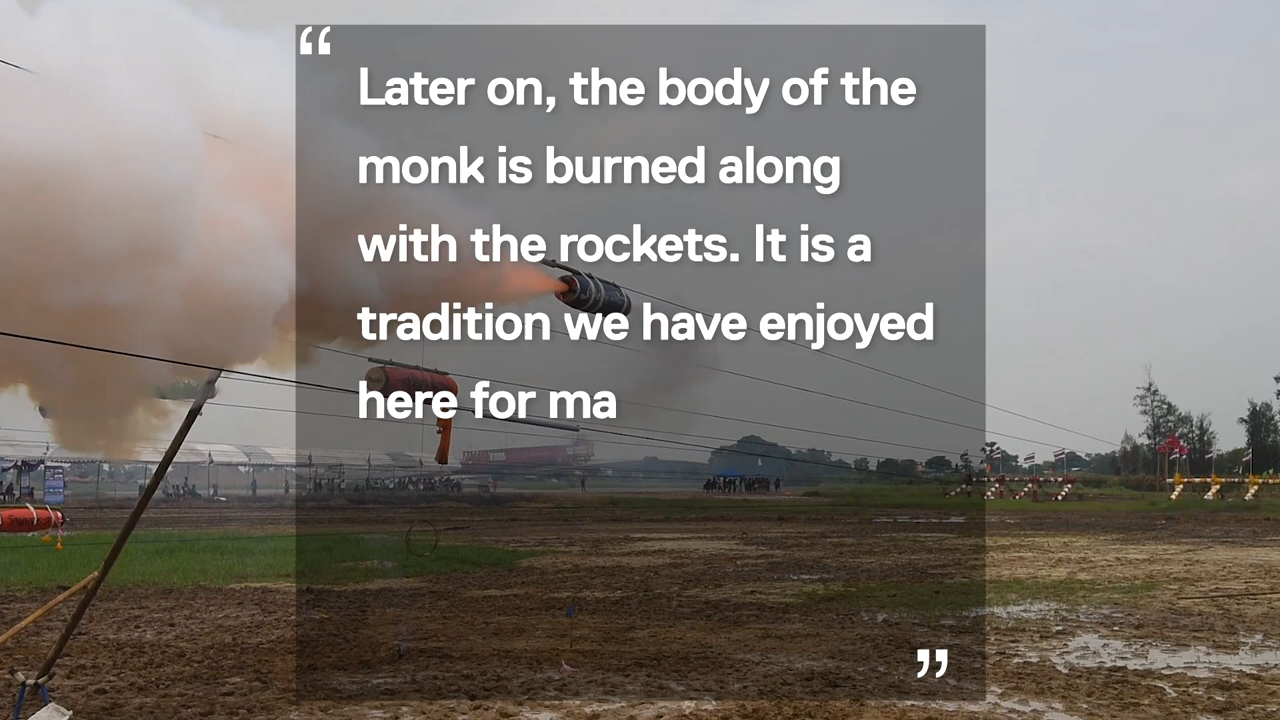 “
Later on, the body of the
monk is burned along
with the rockets. It is a
tradition we have enjoyed
here for ma
”